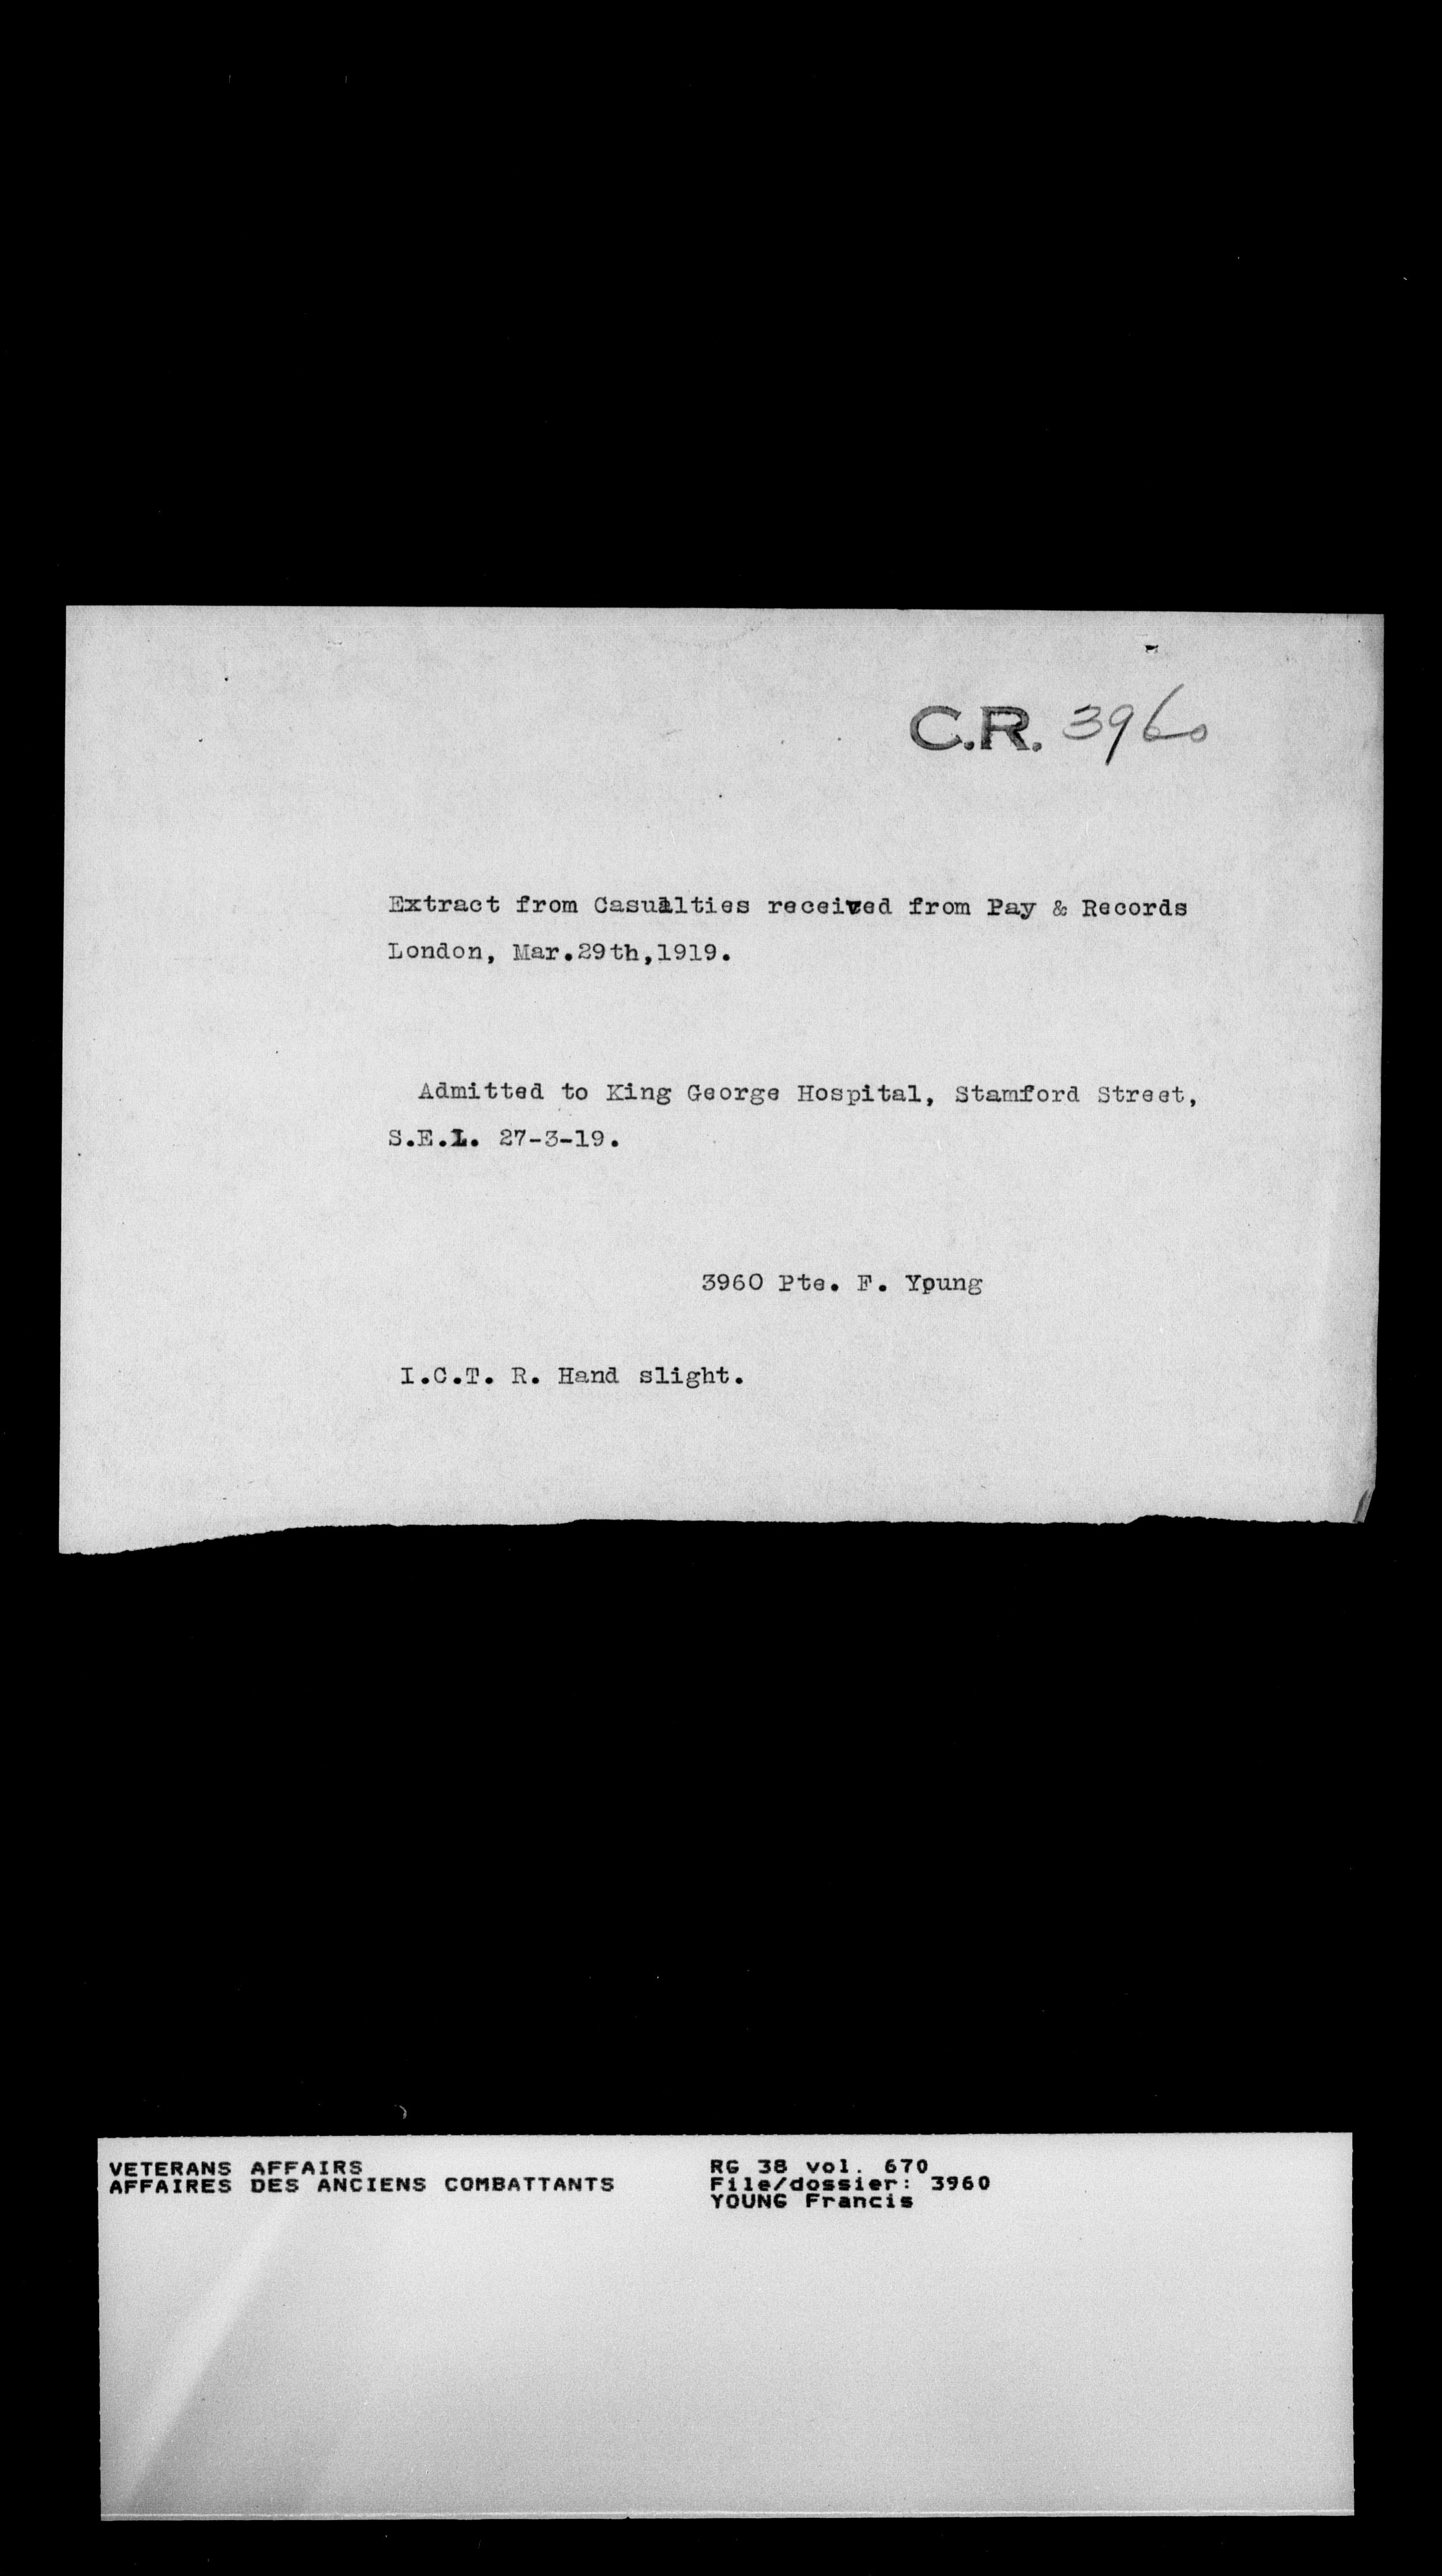 C.R. 3960
Extract from Casualties received from Pay & Records
London, Mar.29th,1919.
Admitted to King George Hospital, Stamford Street,
S.E.1. 27-3-19.
3960 Pte. F. Ypung
I.C.T. R. Hand slight.
VETERANS AFFAIRS
AFFAIRES DES ANCIENS COMBATTANTS
RG 38 vol. 670
File/dossier: 3960
YOUNG Francis